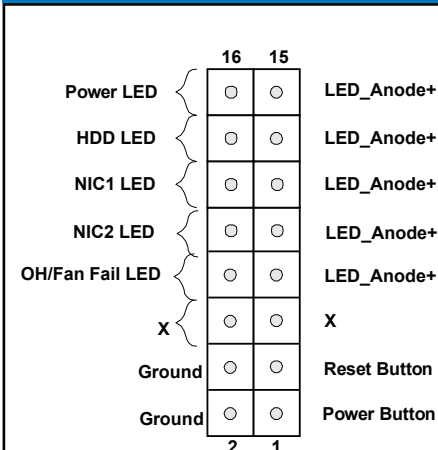 16 15
Power LED LED_Anode+
HDD LED LED_Anode+
NIC1 LED LED_Anode+
NIC2 LED LED_Anode+
OH/Fan Fail LED LED_Anode+
X X
Ground Reset Button
Ground Power Button
2 1